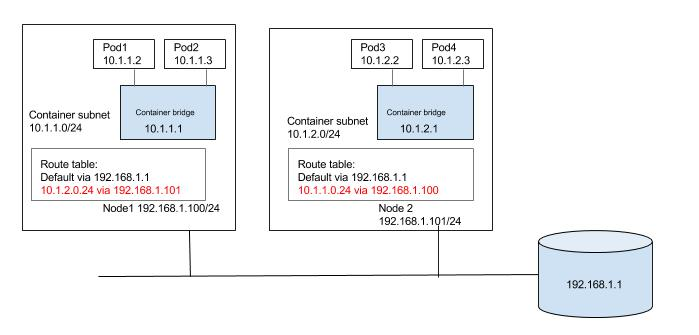 Pod1
10.1.1.2
Pod2
10.1.1.3
Container subnet
10.1.1.0/24
Container bridge
10.1.1.1
Route table:
Default via 192.168.1.1
10.1.2.0.24 via 192.168.1.101
Node1 192.168.1.100/24
Pod3
10.1.2.2
Pod4
10.1.2.3
Container subnet
10.1.2.0/24
Container bridge
10.1.2.1
Route table:
Default via 192.168.1.1
10.1.1.0.24 via 192.168.1.100
Node 2
192.168.1.101/24
192.168.1.1